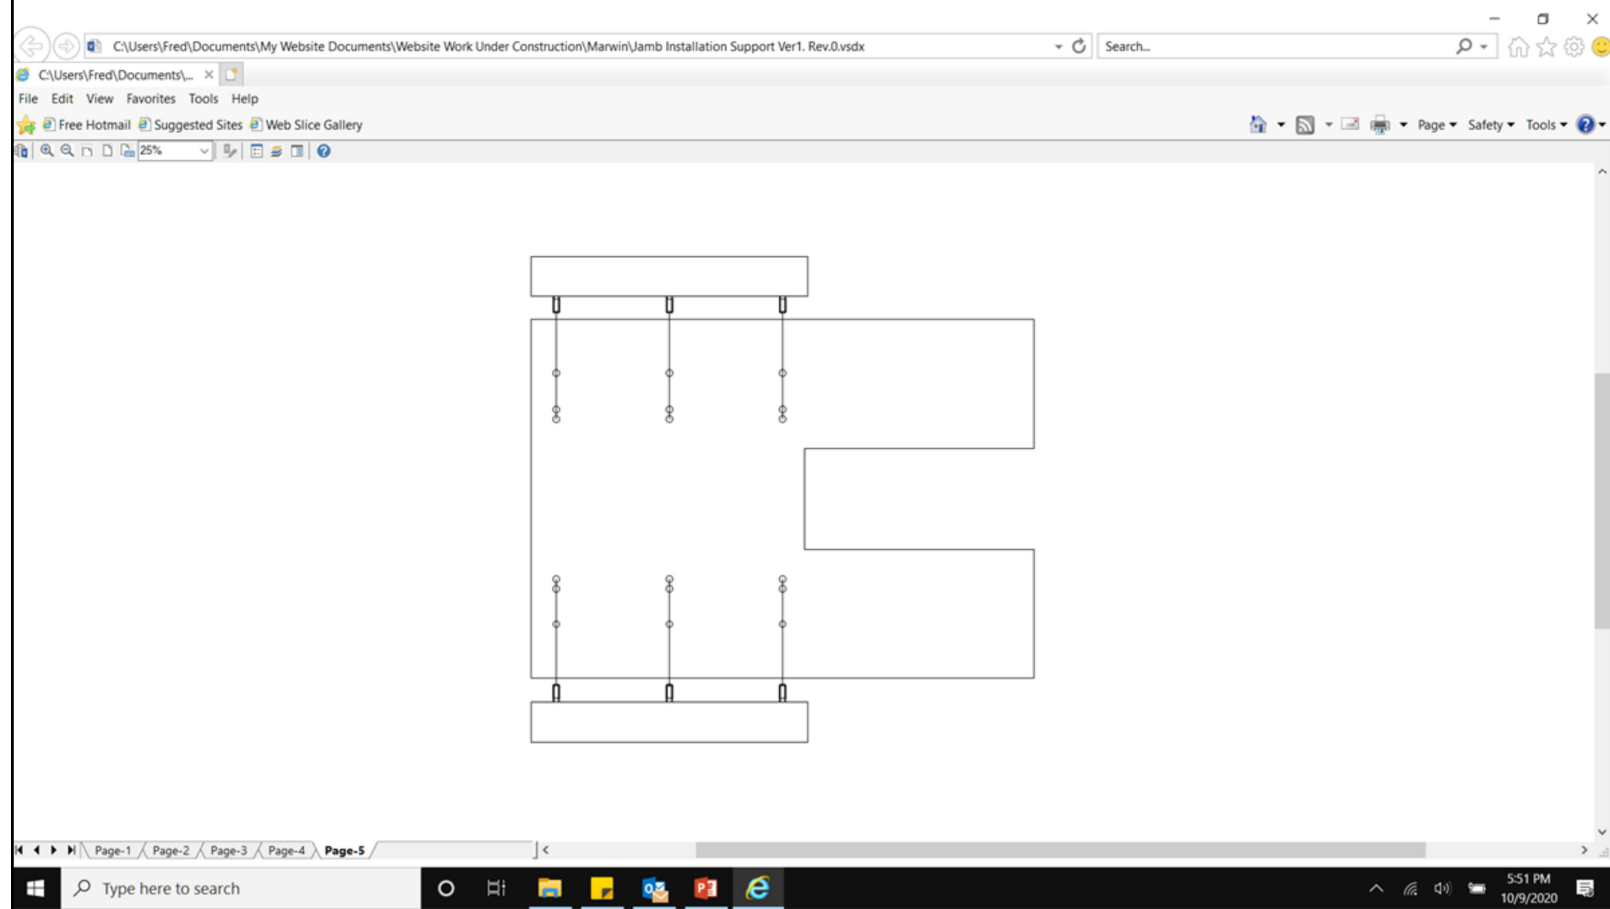 C:\Users\Fred\Documents\My Website Documents\Website Work Under Construction\Marwin\Jamb Installation Support Ver1. Rev.0.vsdx
Search...
C:\Users\Fred\Documents\...
File Edit View Favorites Tools Help
Free Hotmail Suggested Sites Web Slice Gallery
Page Safety Tools
25%
Page-1 Page-2 Page-3 Page-4 Page-5
Type here to search
5:51 PM
10/9/2020